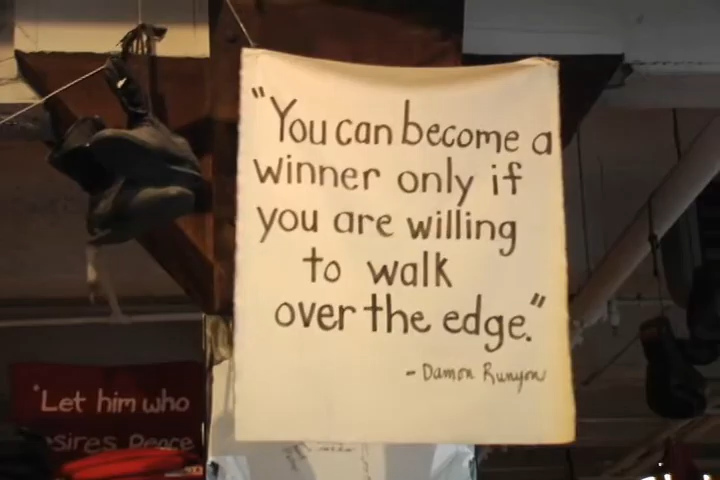 "You can become a
winner only if
you are willing
to walk
over the edge."
- Damon Runyon
"Let him who
esires Peace